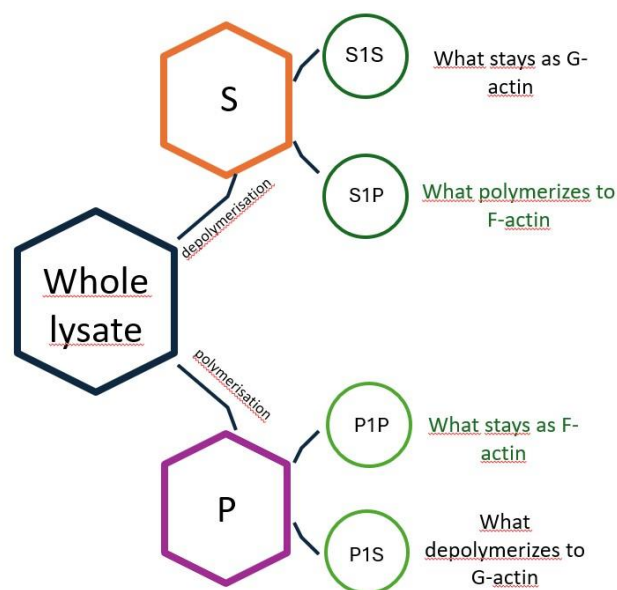 S
S1S
What stays as G-
actin
S1P
What polymerizes to
F-actin
depolymerisation
Whole
lysate
polymerisation
P
P1P
What stays as F-
actin
P1S
What
depolymerizes to
G-actin